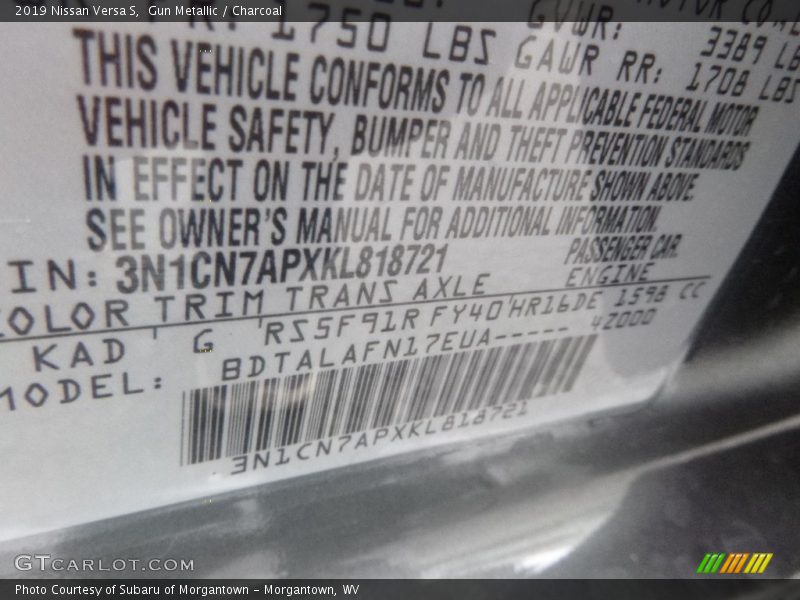 2019 Nissan Versa S, Gun Metallic / Charcoal
GVWR: 3389
1750 LBS GAWR RR: 1708 LBS
THIS VEHICLE CONFORMS TO ALL APPLICABLE FEDERAL MOTOR
VEHICLE SAFETY, BUMPER AND THEFT PREVENTION STANDARDS
IN EFFECT ON THE DATE OF MANUFACTURE SHOWN ABOVE.
SEE OWNER'S MANUAL FOR ADDITIONAL INFORMATION.
IN: 3N1CN7APXKL818721 PASSENGER CAR.
COLOR TRIM TRANS AXLE ENGINE
KAD G RS5F91R FY40 HR16DE 1598 CC
MODEL: BDTALAFN17EUA----- 42000
3N1CN7APXKL818721
GTCARLOT.COM
Photo Courtesy of Subaru of Morgantown - Morgantown, WV